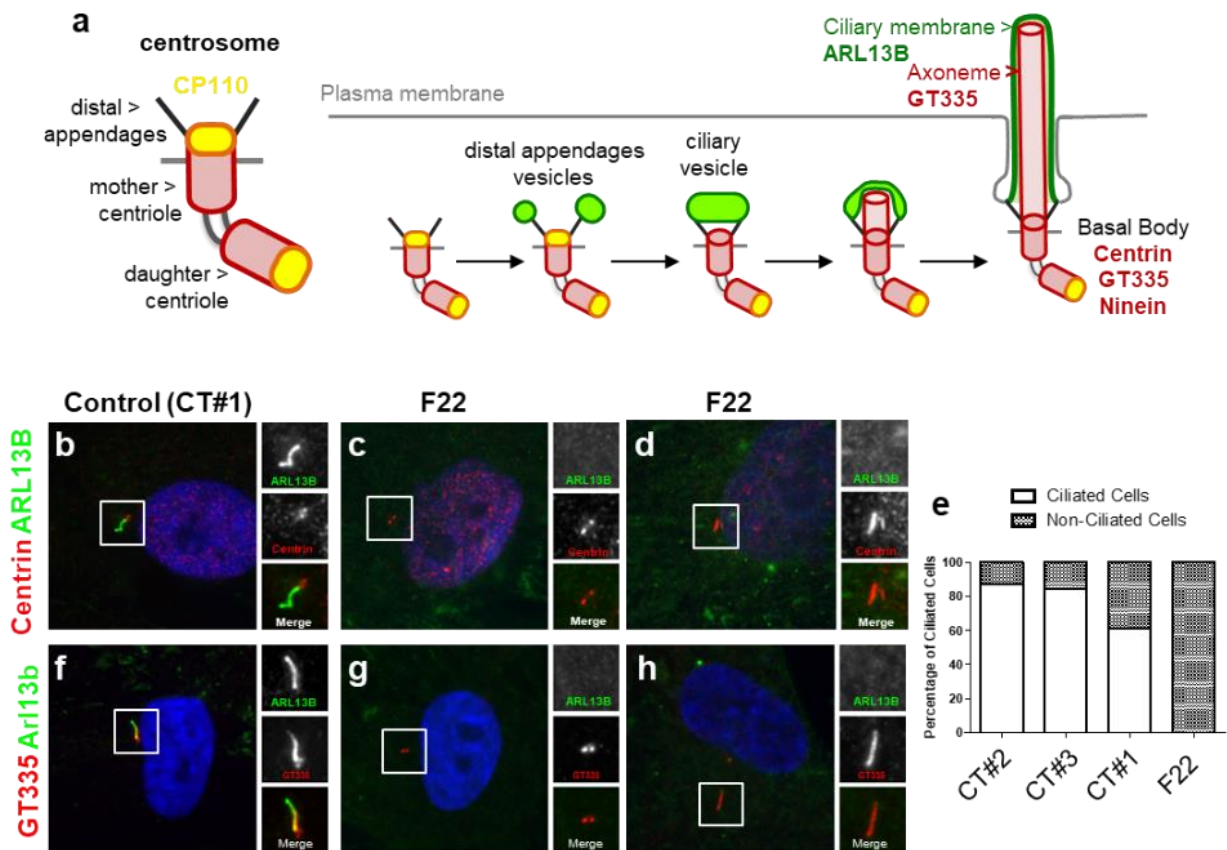 a
centrosome
CP110
distal >
appendages
mother >
centriole
daughter >
centriole
Plasma membrane
distal appendages
vesicles
ciliary
vesicle
Ciliary membrane >
ARL13B
Axoneme >
GT335
Basal Body
Centrin
GT335
Ninein
Control (CT#1)
F22
F22
Centrin ARL13B
b
ARL13B
Centrin
Merge
c
ARL13B
Centrin
Merge
d
ARL13B
Centrin
Merge
GT335 Arl13b
f
ARL13B
GT335
Merge
g
ARL13B
GT335
Merge
h
ARL13B
GT335
Merge
e
Ciliated Cells
Non-Ciliated Cells
Percentage of Ciliated Cells
100
80
60
40
20
0
CT#2
CT#3
CT#1
F22